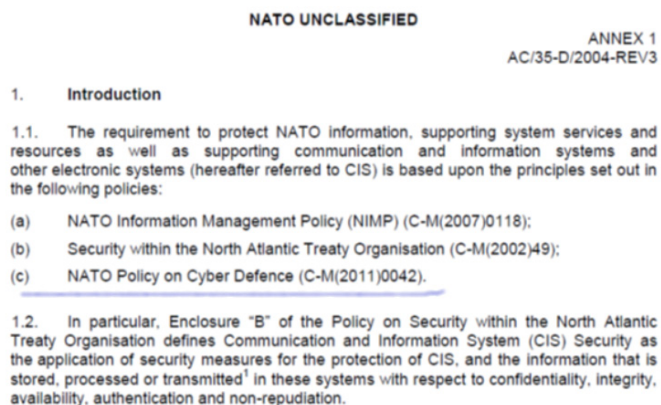 NATO UNCLASSIFIED
ANNEX 1
AC/35-D/2004-REV3
1. Introduction
1.1. The requirement to protect NATO information, supporting system services and
resources as well as supporting communication and information systems and
other electronic systems (hereafter referred to CIS) is based upon the principles set out in
the following policies:
(a) NATO Information Management Policy (NIMP) (C-M(2007)0118);
(b) Security within the North Atlantic Treaty Organisation (C-M(2002)49);
(c) NATO Policy on Cyber Defence (C-M(2011)0042).
1.2. In particular, Enclosure "B" of the Policy on Security within the North Atlantic
Treaty Organisation defines Communication and Information System (CIS) Security as
the application of security measures for the protection of CIS, and the information that is
stored, processed or transmitted¹ in these systems with respect to confidentiality, integrity,
availability, authentication and non-repudiation.